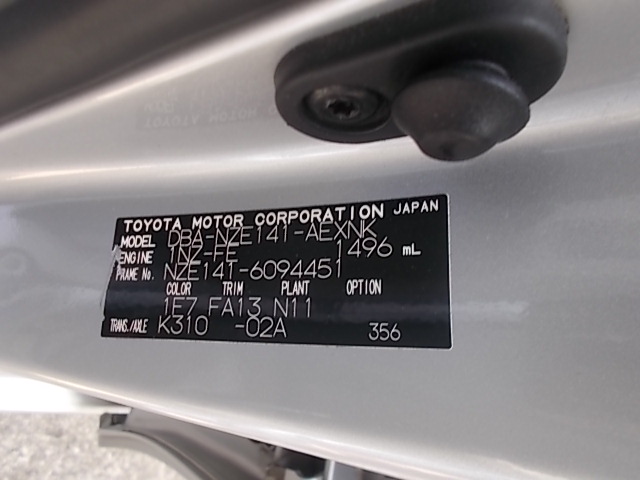 TOYOTA MOTOR CORPORATION JAPAN
MODEL DBA-NZE141-AEXNK
ENGINE 1NZ-FE 1496 mL
FRAME No. NZE141-6094451
COLOR TRIM PLANT OPTION
1E7 FA13 N11
TRANS./AXLE K310 -02A 356